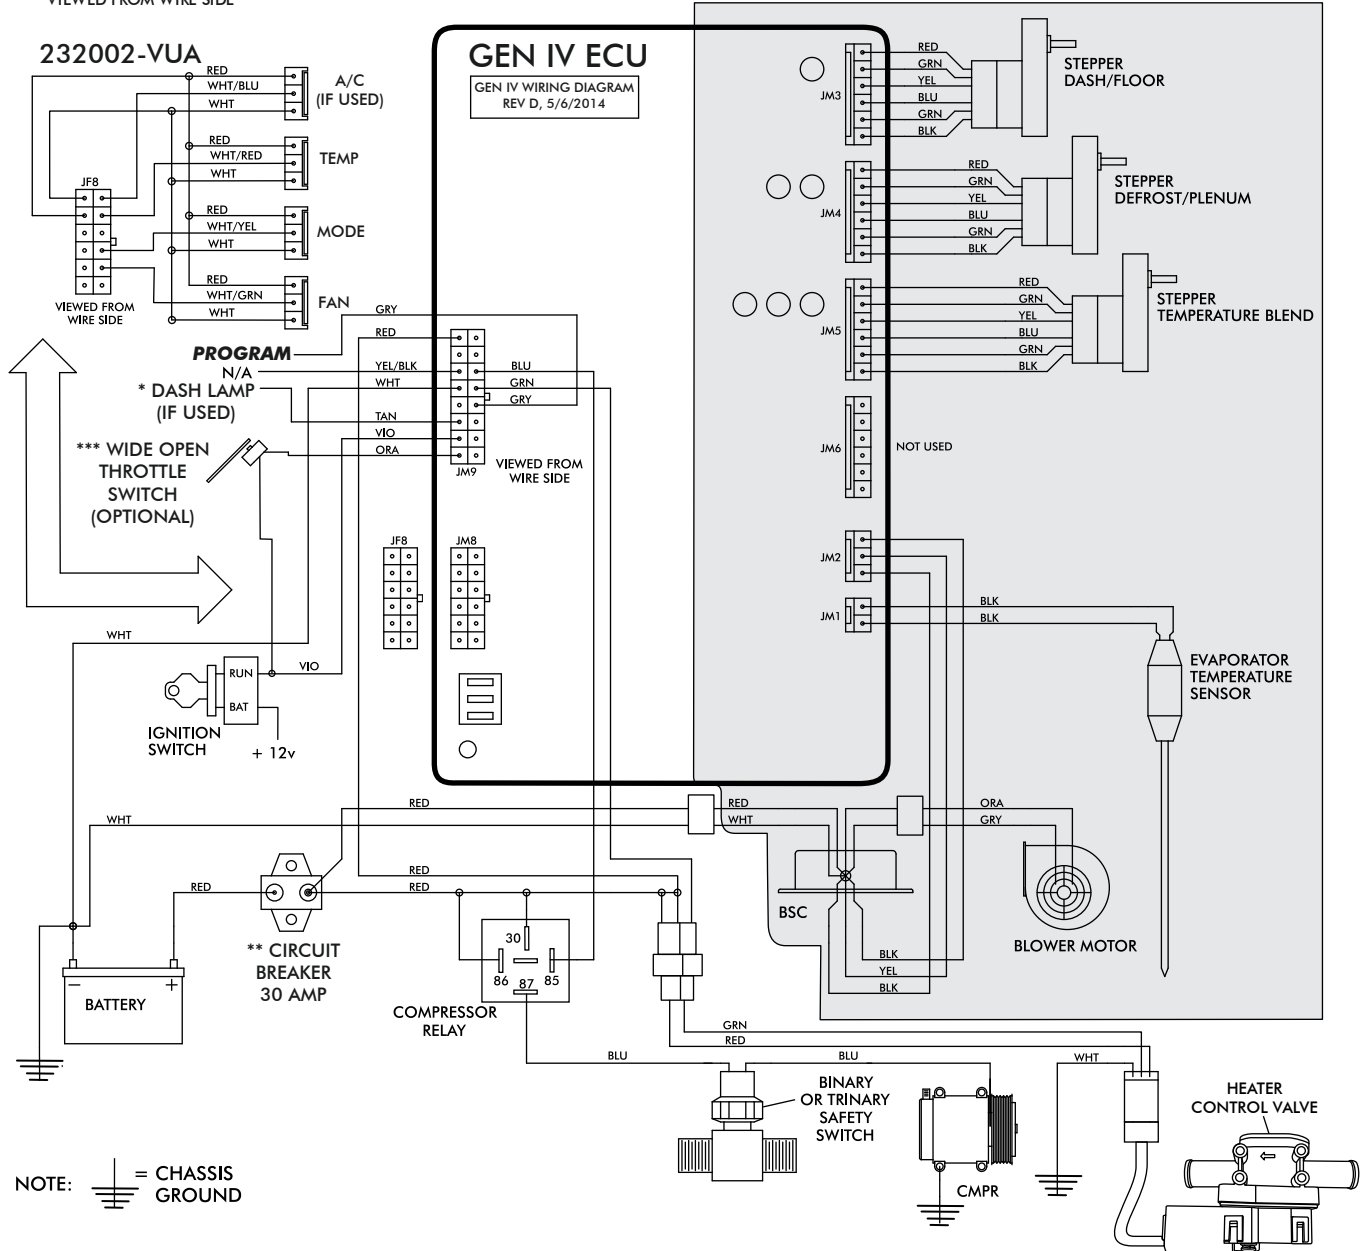 VIEWED FROM WIRE SIDE
232002-VUA
RED
WHT/BLU
WHT
A/C
(IF USED)
RED
WHT/RED
WHT
TEMP
JF8
RED
WHT/YEL
WHT
MODE
RED
WHT/GRN
WHT
FAN
VIEWED FROM
WIRE SIDE
GEN IV ECU
GEN IV WIRING DIAGRAM
REV D, 5/6/2014
JM3
RED
GRN
YEL
BLU
GRN
BLK
STEPPER
DASH/FLOOR
JM4
RED
GRN
YEL
BLU
GRN
BLK
STEPPER
DEFROST/PLENUM
JM5
RED
GRN
YEL
BLU
GRN
BLK
STEPPER
TEMPERATURE BLEND
GRY
RED
PROGRAM
N/A
YEL/BLK
WHT
* DASH LAMP
(IF USED)
TAN
VIO
ORA
BLU
GRN
GRY
JM9
VIEWED FROM
WIRE SIDE
*** WIDE OPEN
THROTTLE
SWITCH
(OPTIONAL)
JM6
NOT USED
JF8
JM8
JM2
JM1
BLK
BLK
EVAPORATOR
TEMPERATURE
SENSOR
WHT
RUN
BAT
VIO
IGNITION
SWITCH
+ 12v
RED
WHT
RED
WHT
ORA
GRY
BSC
BLOWER MOTOR
BLK
YEL
BLK
RED
RED
RED
** CIRCUIT
BREAKER
30 AMP
BATTERY
-
+
30
86
87
85
COMPRESSOR
RELAY
GRN
RED
BLU
BLU
WHT
BINARY
OR TRINARY
SAFETY
SWITCH
CMPR
HEATER
CONTROL VALVE
NOTE:
= CHASSIS
GROUND